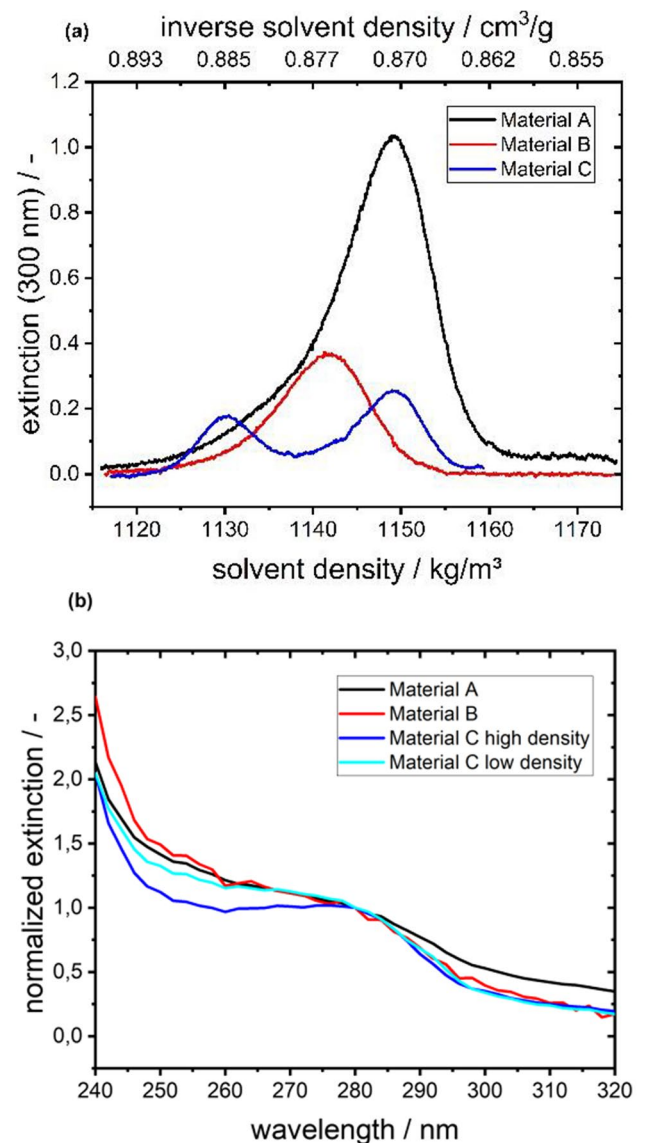 (a)
inverse solvent density / cm³/g
0.893 0.885 0.877 0.870 0.862 0.855
1.2
1.0
0.8
0.6
0.4
0.2
0.0
extinction (300 nm) / -
Material A
Material B
Material C
1120 1130 1140 1150 1160 1170
solvent density / kg/m³
(b)
3,0
2,5
2,0
1,5
1,0
0,5
0,0
normalized extinction / -
Material A
Material B
Material C high density
Material C low density
240 250 260 270 280 290 300 310 320
wavelength / nm